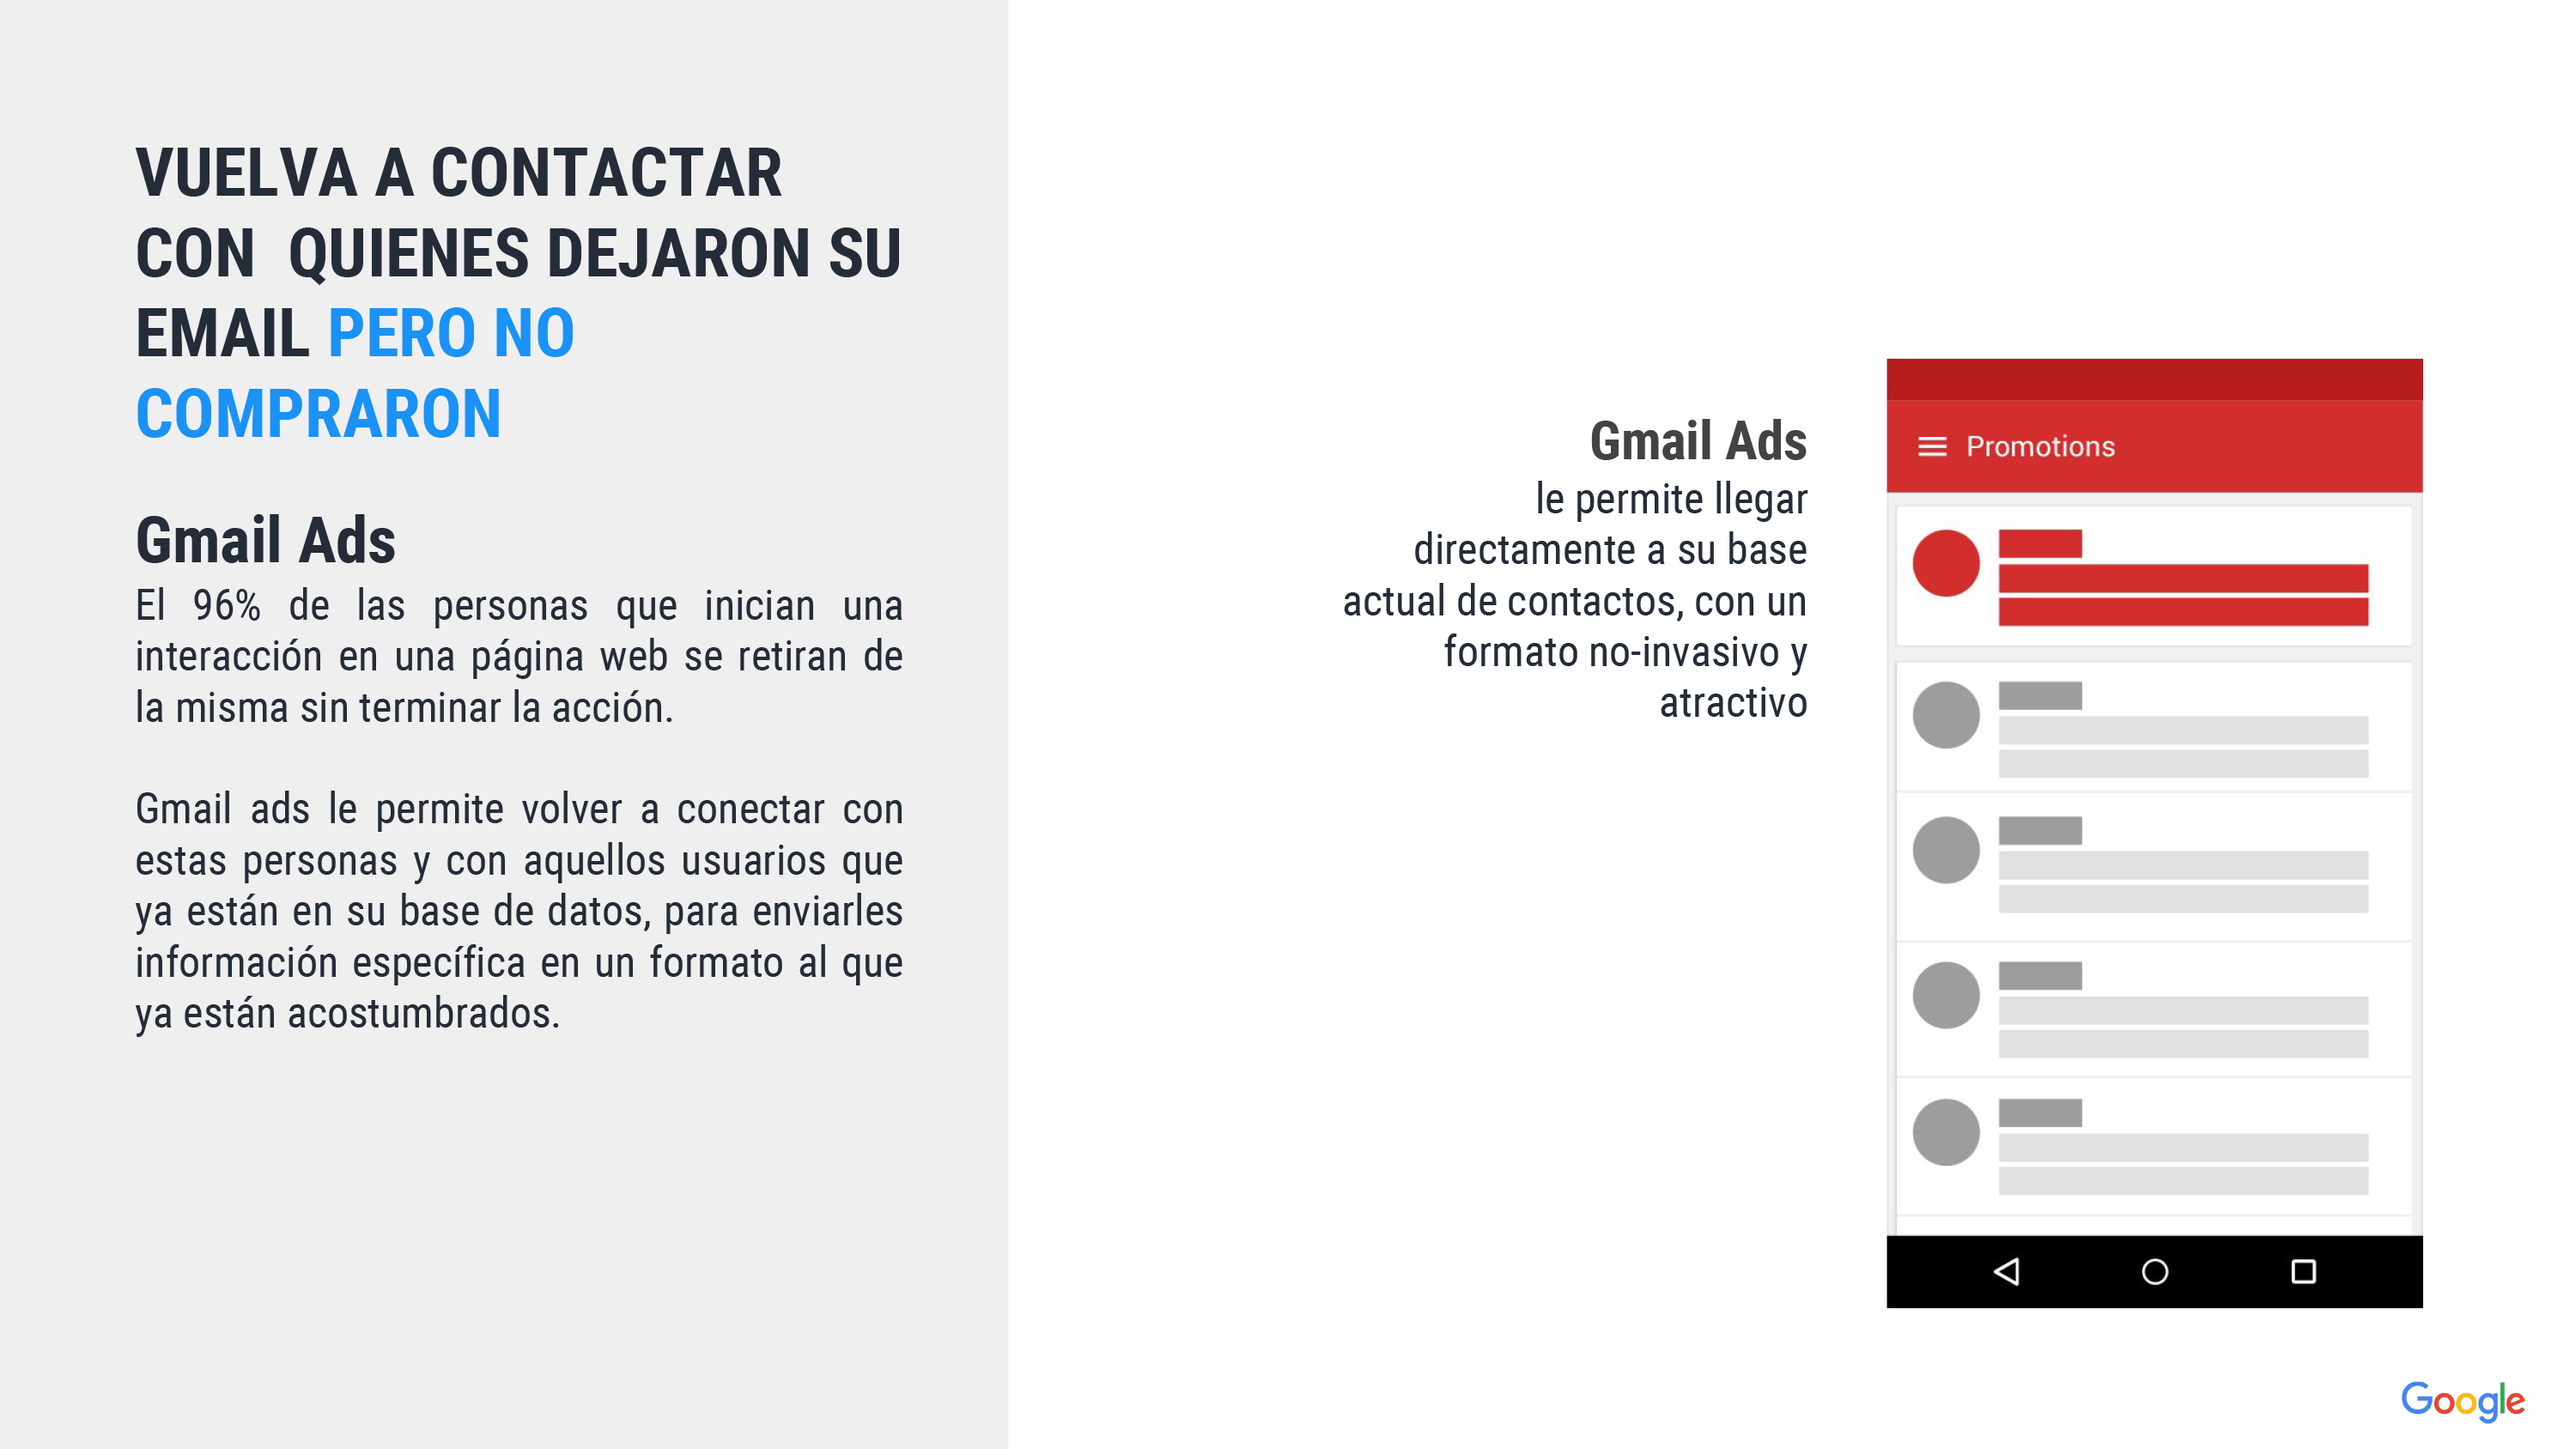 VUELVA A CONTACTAR
CON  QUIENES DEJARON SU
EMAIL PERO NO
COMPRARON
Gmail Ads
El 96% de las personas que inician una
interacción en una página web se retiran de
la misma sin terminar la acción.
Gmail ads le permite volver a conectar con
estas personas y con aquellos usuarios que
ya están en su base de datos, para enviarles
información específica en un formato al que
ya están acostumbrados.
Gmail Ads
le permite llegar
directamente a su base
actual de contactos, con un
formato no-invasivo y
atractivo
Promotions
Google